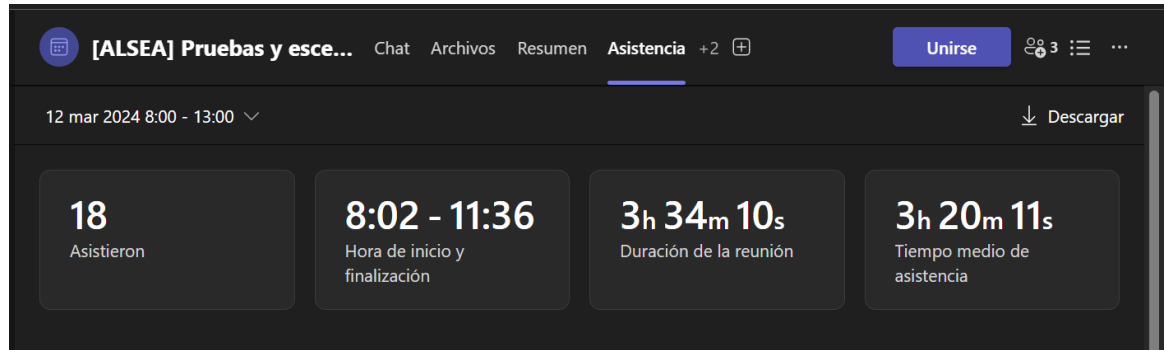 [ALSEA] Pruebas y esce... Chat Archivos Resumen Asistencia +2 Unirse 3 ...
12 mar 2024 8:00 - 13:00 Descargar
18
Asistieron
8:02 - 11:36
Hora de inicio y
finalización
3h 34m 10s
Duración de la reunión
3h 20m 11s
Tiempo medio de
asistencia